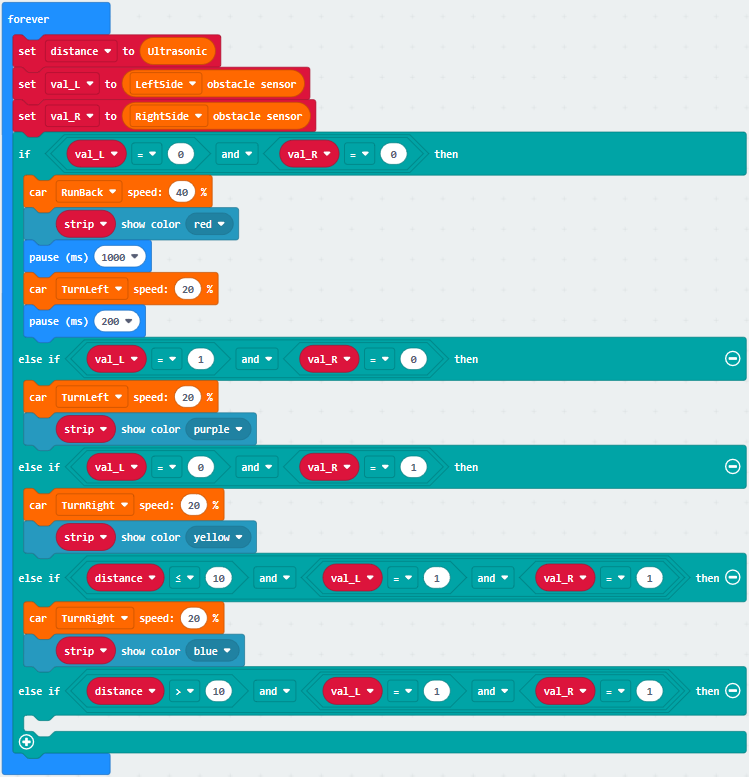 forever
set distance to Ultrasonic
set val_L to LeftSide obstacle sensor
set val_R to RightSide obstacle sensor
if val_L = 0 and val_R = 0 then
car RunBack speed: 40 %
strip show color red
pause (ms) 1000
car TurnLeft speed: 20 %
pause (ms) 200
else if val_L = 1 and val_R = 0 then
car TurnLeft speed: 20 %
strip show color purple
else if val_L = 0 and val_R = 1 then
car TurnRight speed: 20 %
strip show color yellow
else if distance ≤ 10 and val_L = 1 and val_R = 1 then
car TurnRight speed: 20 %
strip show color blue
else if distance > 10 and val_L = 1 and val_R = 1 then